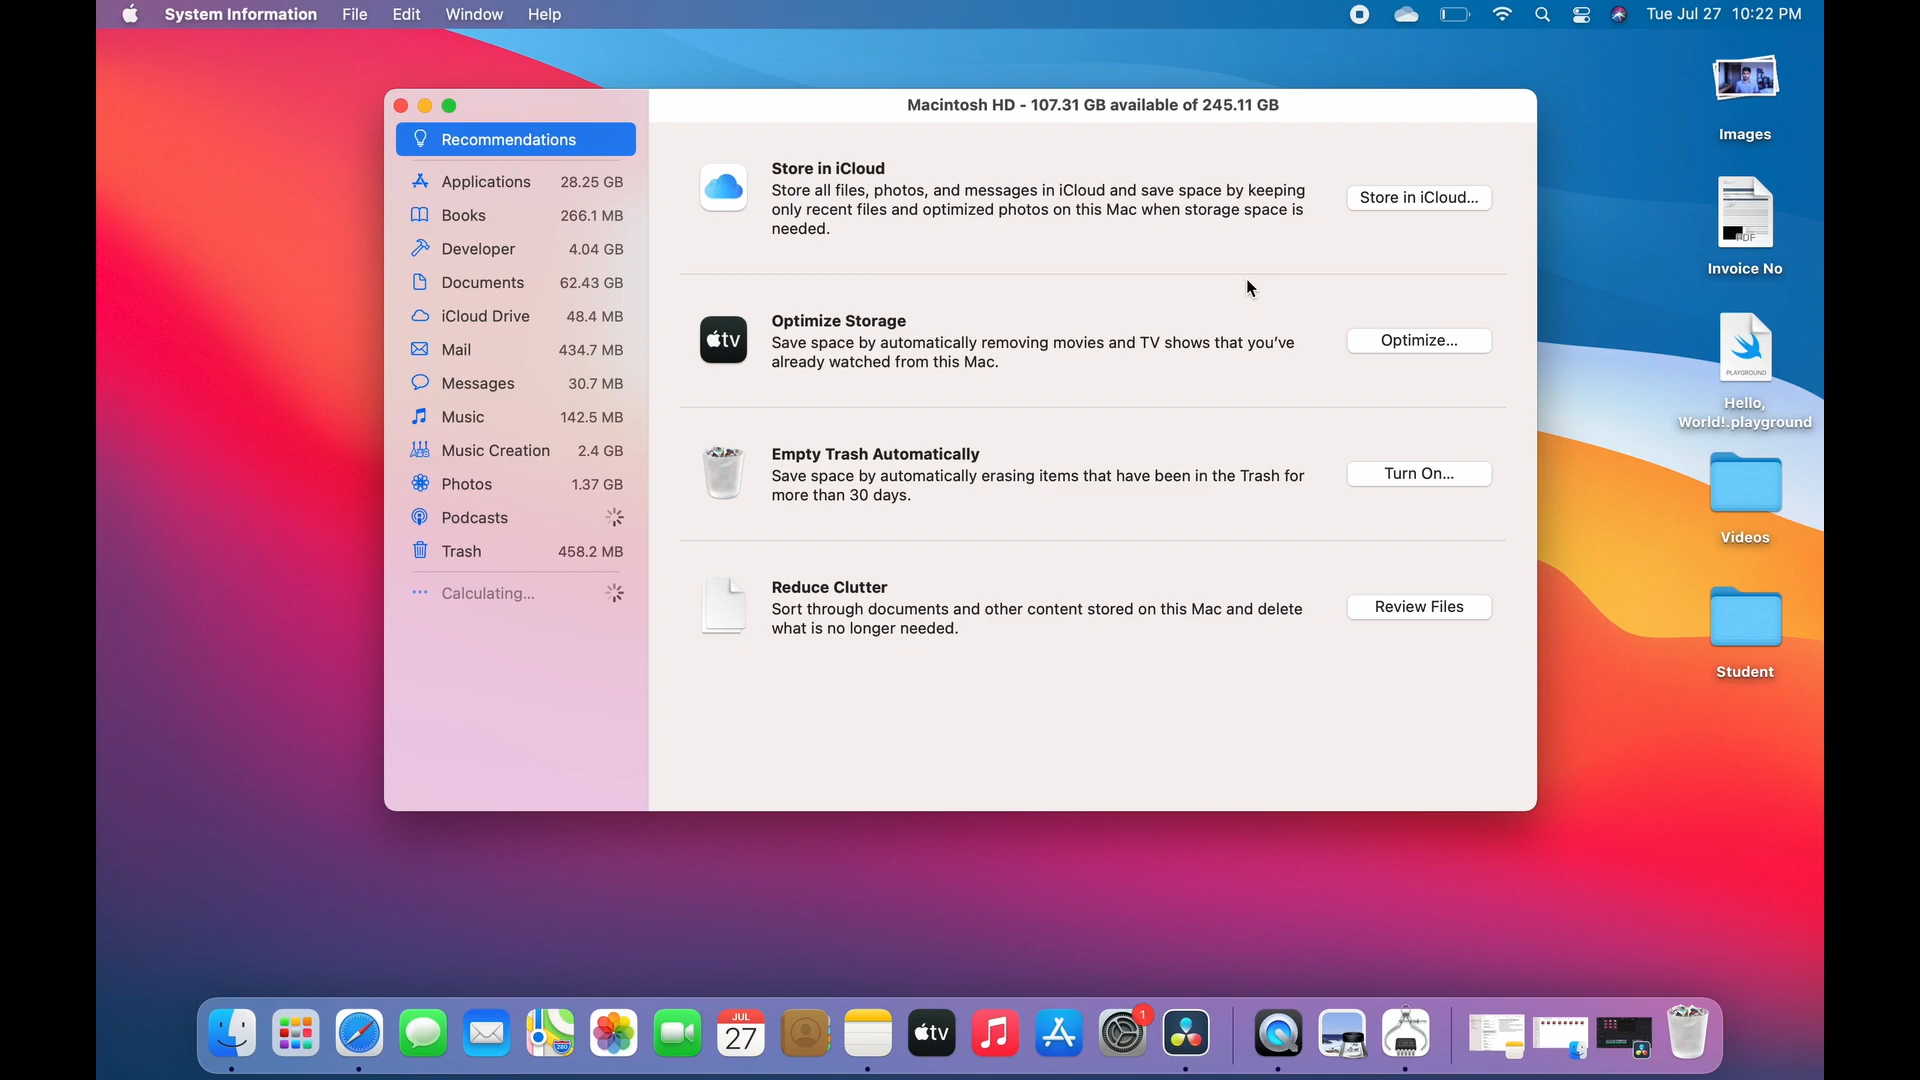 System Information File Edit Window Help
Tue Jul 27 10:22 PM
Macintosh HD - 107.31 GB available of 245.11 GB
Recommendations
Applications 28.25 GB
Books 266.1 MB
Developer 4.04 GB
Documents 62.43 GB
iCloud Drive 48.4 MB
Mail 434.7 MB
Messages 30.7 MB
Music 142.5 MB
Music Creation 2.4 GB
Photos 1.37 GB
Podcasts
Trash 458.2 MB
Calculating...
Store in iCloud
Store all files, photos, and messages in iCloud and save space by keeping
only recent files and optimized photos on this Mac when storage space is
needed.
Store in iCloud...
tv
Optimize Storage
Save space by automatically removing movies and TV shows that you've
already watched from this Mac.
Optimize...
Empty Trash Automatically
Save space by automatically erasing items that have been in the Trash for
more than 30 days.
Turn On...
Reduce Clutter
Sort through documents and other content stored on this Mac and delete
what is no longer needed.
Review Files
Images
PDF
Invoice No
PLAYGROUND
Hello,
World!.playground
Videos
Student
280
JUL
27
tv
1